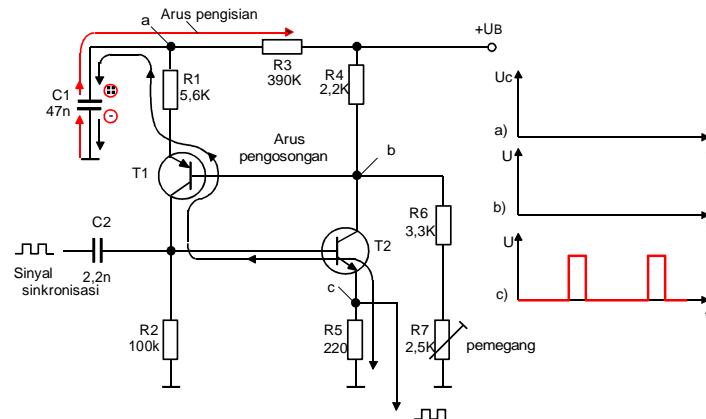 Arus pengisian
a
+UB
R3
390K
R1
5,6K
R4
2,2K
C1
47n
Uc
a)
Arus
pengosongan
b
T1
U
b)
R6
3,3K
C2
T2
U
Sinyal
sinkronisasi
2,2n
c
c)
R2
100k
R5
220
R7
2,5K
pemegang